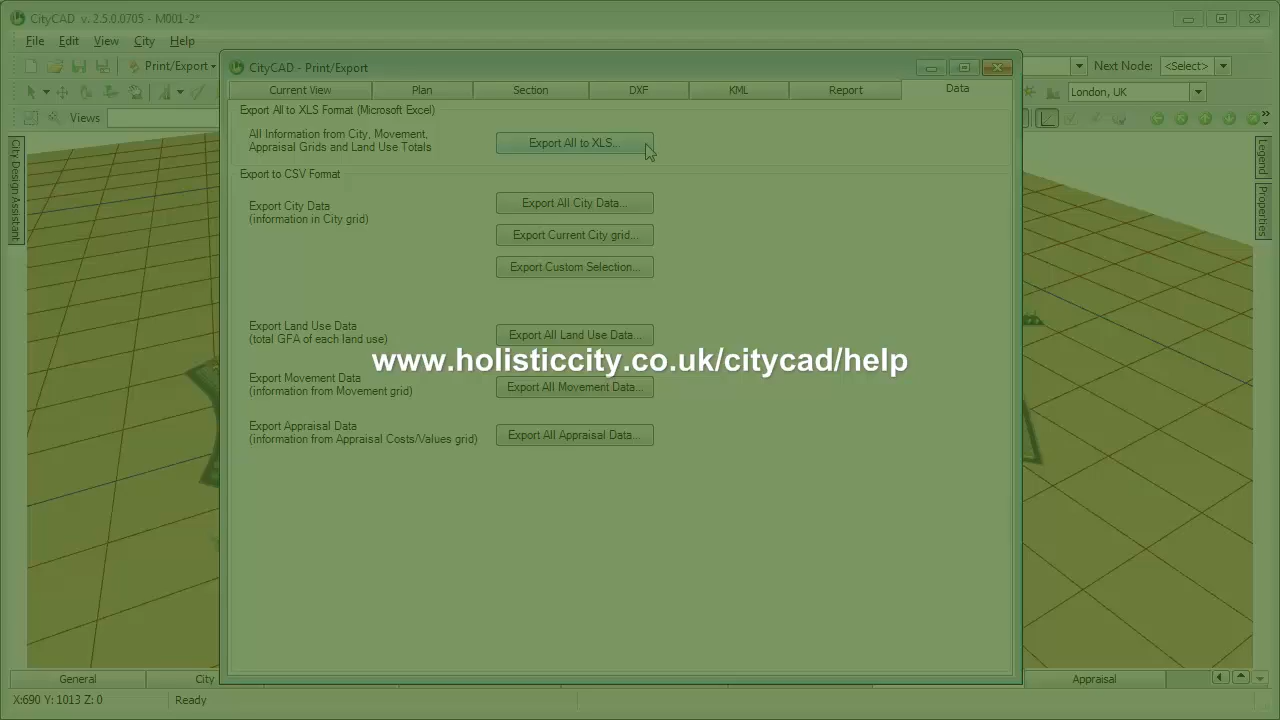 CityCAD v. 2.5.0.0705 - M001-2*
File Edit View City Help
Print/Export
Next Node: <Select>
London, UK
Views
City Design Assistant
Legend
Properties
CityCAD - Print/Export
Current View Plan Section DXF KML Report Data
Export All to XLS Format (Microsoft Excel)
All Information from City, Movement,
Appraisal Grids and Land Use Totals
Export All to XLS...
Export to CSV Format
Export City Data
(information in City grid)
Export All City Data...
Export Current City grid...
Export Custom Selection...
Export Land Use Data
(total GFA of each land use)
Export All Land Use Data...
www.holisticcity.co.uk/citycad/help
Export Movement Data
(information from Movement grid)
Export All Movement Data...
Export Appraisal Data
(information from Appraisal Costs/Values grid)
Export All Appraisal Data...
General City Appraisal
X:690 Y: 1013 Z: 0 Ready